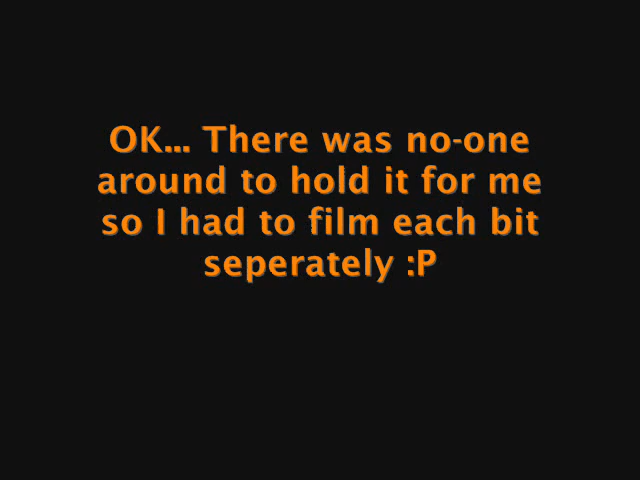 OK... There was no-one
around to hold it for me
so I had to film each bit
seperately :P